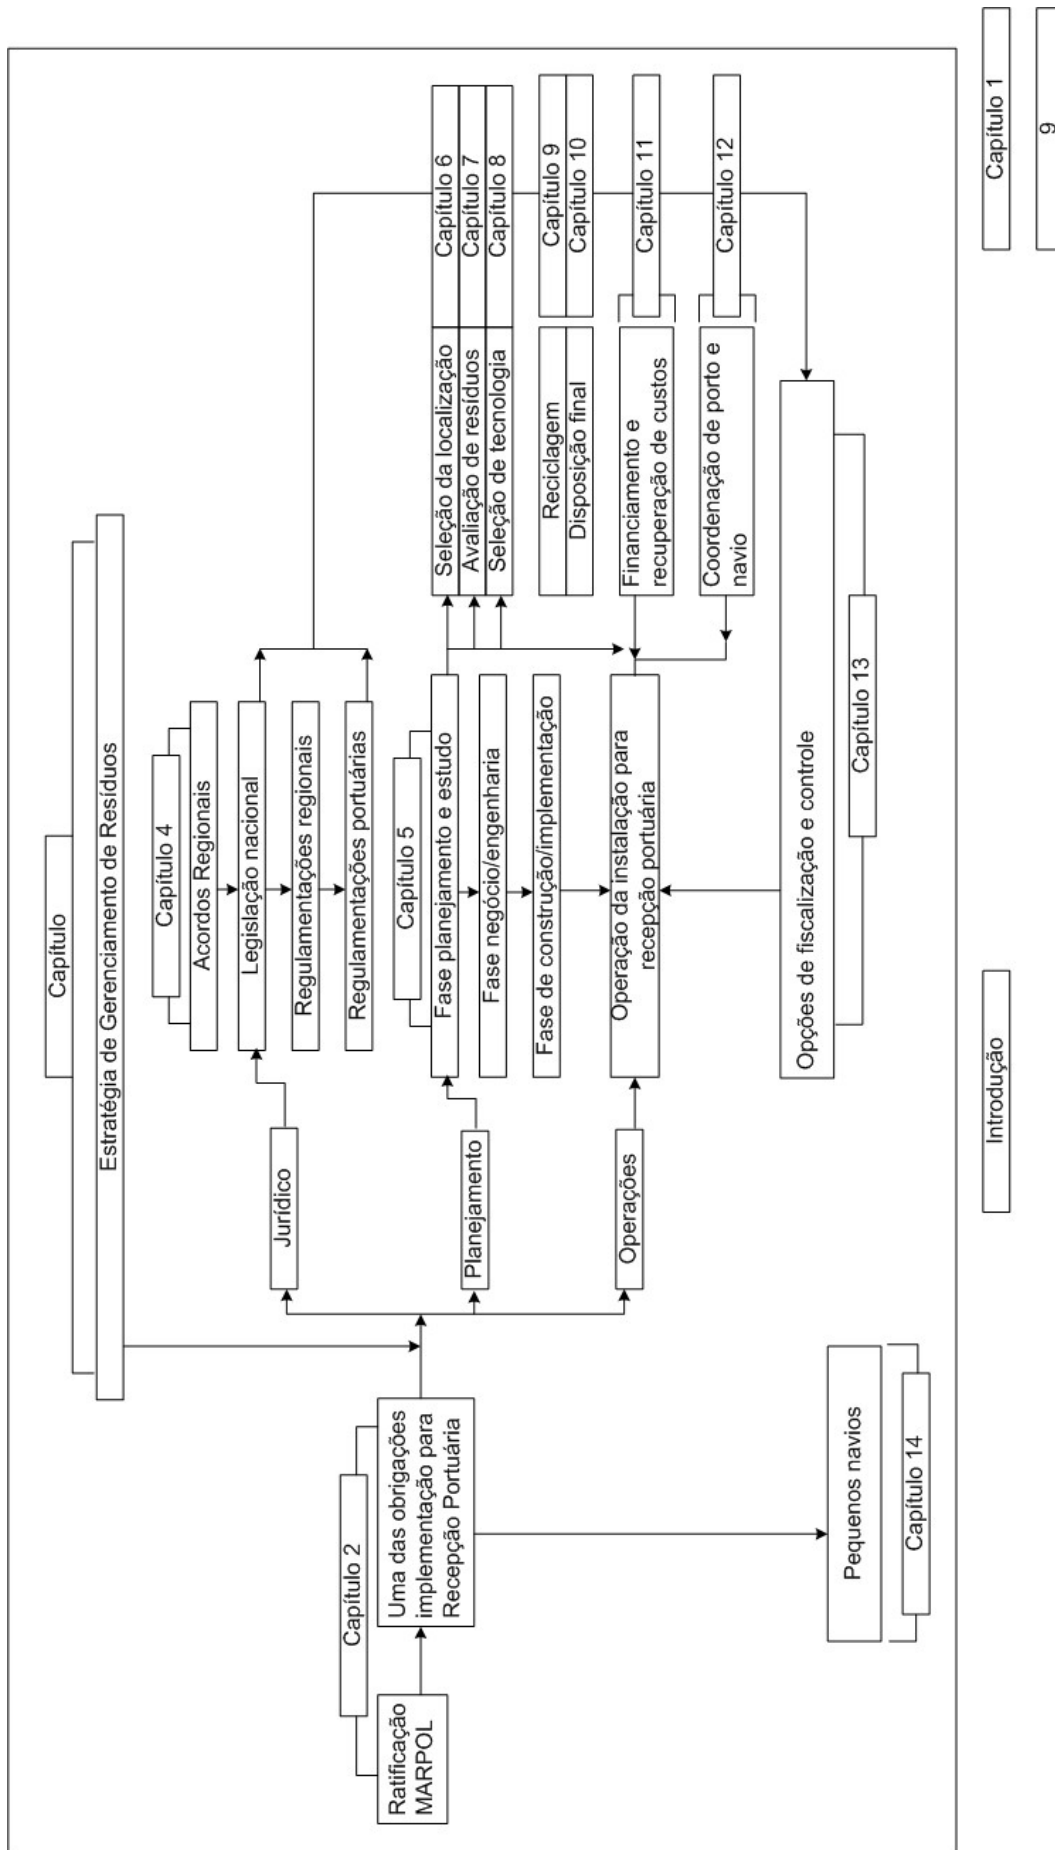 Capítulo
Estratégia de Gerenciamento de Resíduos
Capítulo 4
Acordos Regionais
Legislação nacional
Regulamentações regionais
Regulamentações portuárias
Jurídico
Capítulo 2
Ratificação
MARPOL
Uma das obrigações
implementação para
Recepção Portuária
Planejamento
Capítulo 5
Fase planejamento e estudo
Fase negócio/engenharia
Fase de construção/implementação
Operações
Operação da instalação para
recepção portuária
Seleção da localização
Capítulo 6
Avaliação de resíduos
Capítulo 7
Seleção de tecnologia
Capítulo 8
Reciclagem
Capítulo 9
Disposição final
Capítulo 10
Financiamento e
recuperação de custos
Capítulo 11
Coordenação de porto e
navio
Capítulo 12
Opções de fiscalização e controle
Capítulo 13
Pequenos navios
Capítulo 14
Introdução
Capítulo 1
9